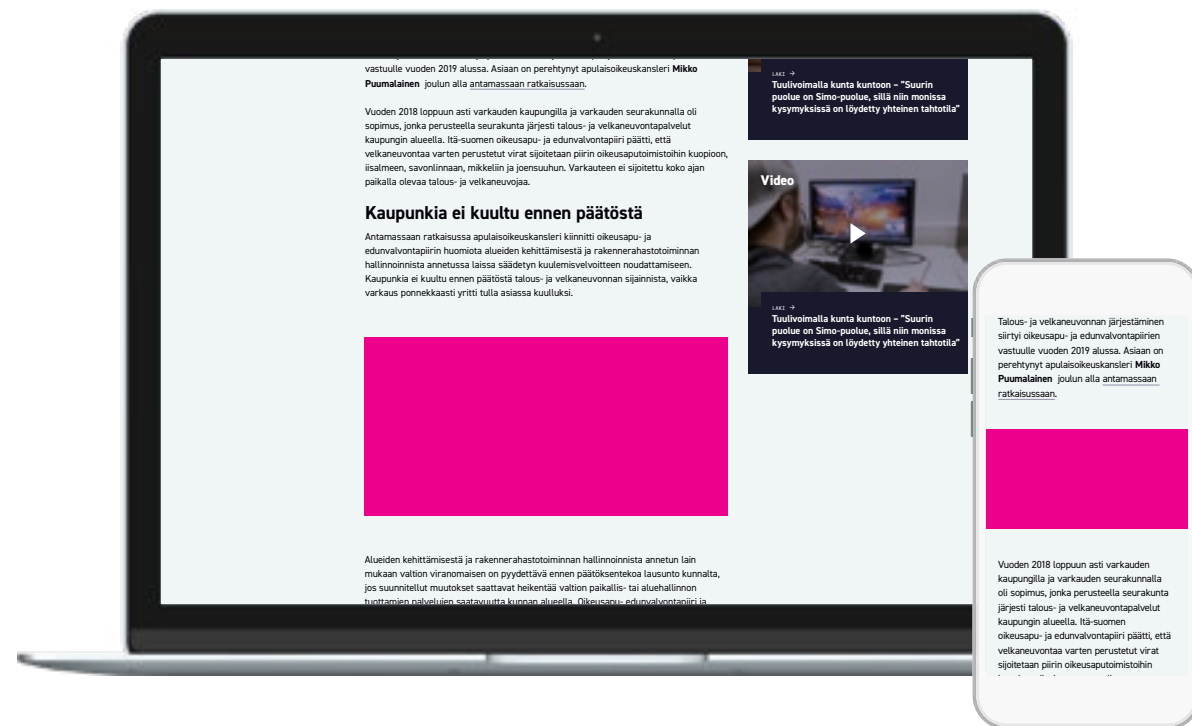 vastuulle vuoden 2019 alussa. Asiaan on perehtynyt apulaisoikeuskansleri Mikko
Puumalainen joulun alla antamassaan ratkaisussaan.
Vuoden 2018 loppuun asti varkauden kaupungilla ja varkauden seurakunnalla oli
sopimus, jonka perusteella seurakunta järjesti talous- ja velkaneuvontapalvelut
kaupungin alueella. Itä-suomen oikeusapu- ja edunvalvontapiiri päätti, että
velkaneuvontaa varten perustetut virat sijoitetaan piirin oikeusaputoimistoihin kuopioon,
iisalmeen, savonlinnaan, mikkeliin ja joensuuhun. Varkauteen ei sijoitettu koko ajan
paikalla olevaa talous- ja velkaneuvojaa.
Kaupunkia ei kuultu ennen päätöstä
Antamassaan ratkaisussa apulaisoikeuskansleri kiinnitti oikeusapu- ja
edunvalvontapiirin huomiota alueiden kehittämisestä ja rakennerahastotoiminnan
hallinnoinnista annetussa laissa säädetyn kuulemisvelvoitteen noudattamiseen.
Kaupunkia ei kuultu ennen päätöstä talous- ja velkaneuvonnan sijainnista, vaikka
varkaus ponnekkaasti yritti tulla asiassa kuulluksi.
Alueiden kehittämisestä ja rakennerahastotoiminnan hallinnoinnista annetun lain
mukaan valtion viranomaisen on pyydettävä ennen päätöksentekoa lausunto kunnalta,
jos suunnitellut muutokset saattavat heikentää valtion paikallis- tai aluehallinnon
tuottamien palvelujen saatavuutta kunnan alueella. Oikeusapu- edunvalvontapiiri ja
LAKI →
Tuulivoimalla kunta kuntoon – "Suurin
puolue on Simo-puolue, sillä niin monissa
kysymyksissä on löydetty yhteinen tahtotila"
Video
LAKI →
Tuulivoimalla kunta kuntoon – "Suurin
puolue on Simo-puolue, sillä niin monissa
kysymyksissä on löydetty yhteinen tahtotila"
Talous- ja velkaneuvonnan järjestäminen
siirtyi oikeusapu- ja edunvalvontapiirien
vastuulle vuoden 2019 alussa. Asiaan on
perehtynyt apulaisoikeuskansleri Mikko
Puumalainen joulun alla antamassaan
ratkaisussaan.
Vuoden 2018 loppuun asti varkauden
kaupungilla ja varkauden seurakunnalla
oli sopimus, jonka perusteella seurakunta
järjesti talous- ja velkaneuvontapalvelut
kaupungin alueella. Itä-suomen
oikeusapu- ja edunvalvontapiiri päätti, että
velkaneuvontaa varten perustetut virat
sijoitetaan piirin oikeusaputoimistoihin